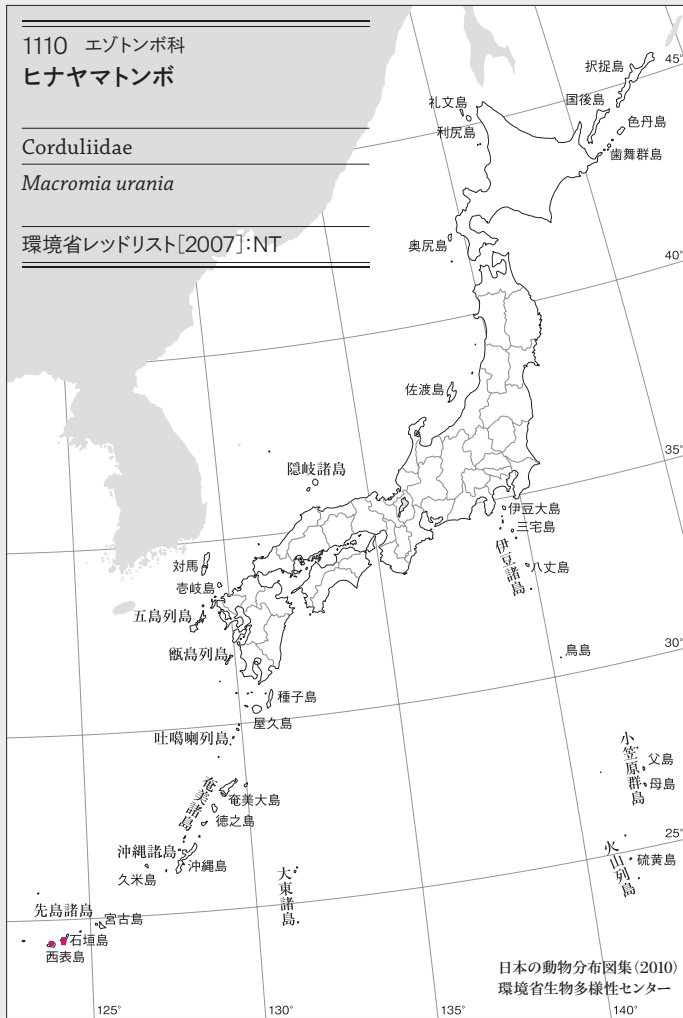 1110 エゾトンボ科
ヒナヤマトンボ
Corduliidae
Macromia urania
環境省レッドリスト[2007]:NT
択捉島
45°
国後島
礼文島
色丹島
利尻島
歯舞群島
奥尻島
40°
佐渡島
35°
隠岐諸島
伊豆大島
三宅島
伊豆諸島
八丈島
対馬
壱岐島
五島列島
甑島列島
鳥島
30°
種子島
屋久島
吐噶喇列島
小笠原群島
父島
母島
奄美諸島
奄美大島
徳之島
25°
沖縄諸島
沖縄島
久米島
火山列島
硫黄島
大東諸島
先島諸島
宮古島
石垣島
西表島
日本の動物分布図集(2010)
環境省生物多様性センター
125°
130°
135°
140°